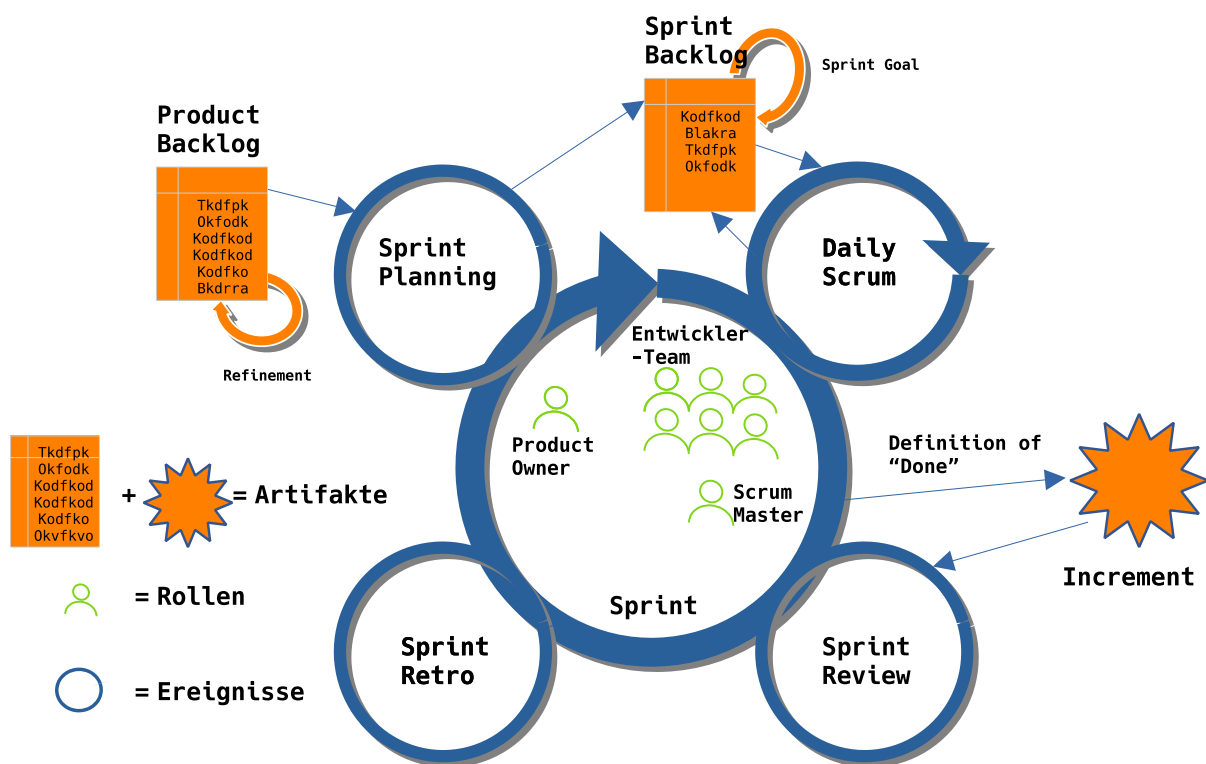 Sprint
Backlog
Sprint Goal
Kodfkod
Blakra
Tkdfpk
Okfodk
Product
Backlog
Tkdfpk
Okfodk
Kodfkod
Kodfkod
Kodfko
Bkdrra
Refinement
Sprint
Planning
Daily
Scrum
Entwickler
-Team
Product
Owner
Scrum
Master
Sprint
Definition of
“Done”
Increment
Sprint
Retro
Sprint
Review
Tkdfpk
Okfodk
Kodfkod
Kodfkod
Kodfko
Okvfkvo
+ = Artifakte
= Rollen
= Ereignisse